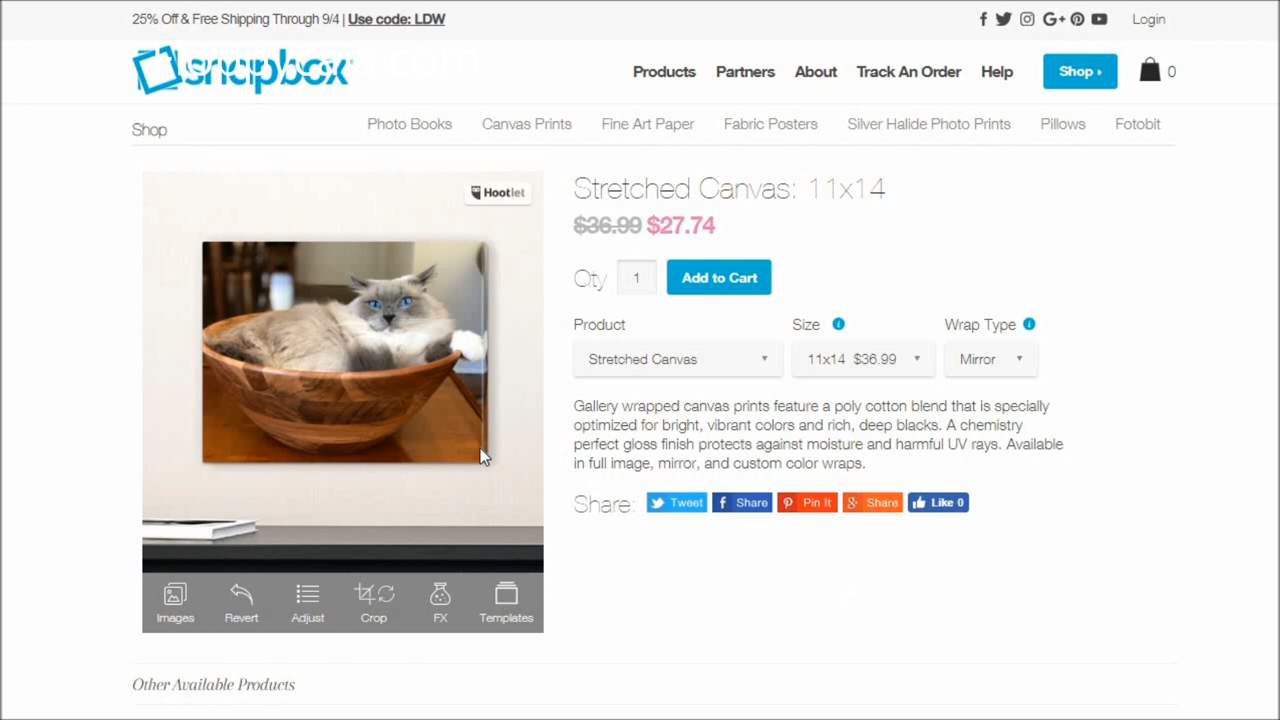 25% Off & Free Shipping Through 9/4 | Use code: LDW
Login
snapbox
Products Partners About Track An Order Help Shop › 0
Shop Photo Books Canvas Prints Fine Art Paper Fabric Posters Silver Halide Photo Prints Pillows Fotobit
Hootlet
Stretched Canvas: 11x14
$36.99 $27.74
Qty 1 Add to Cart
Product Size Wrap Type
Stretched Canvas 11x14 $36.99 Mirror
Gallery wrapped canvas prints feature a poly cotton blend that is specially
optimized for bright, vibrant colors and rich, deep blacks. A chemistry
perfect gloss finish protects against moisture and harmful UV rays. Available
in full image, mirror, and custom color wraps.
Share: Tweet Share Pin It Share Like 0
Images Revert Adjust Crop FX Templates
Other Available Products